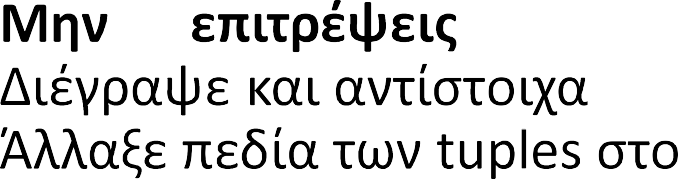 Μην επιτρέψεις
Διέγραψε και αντίστοιχα
Άλλαξε πεδία των tuples στο